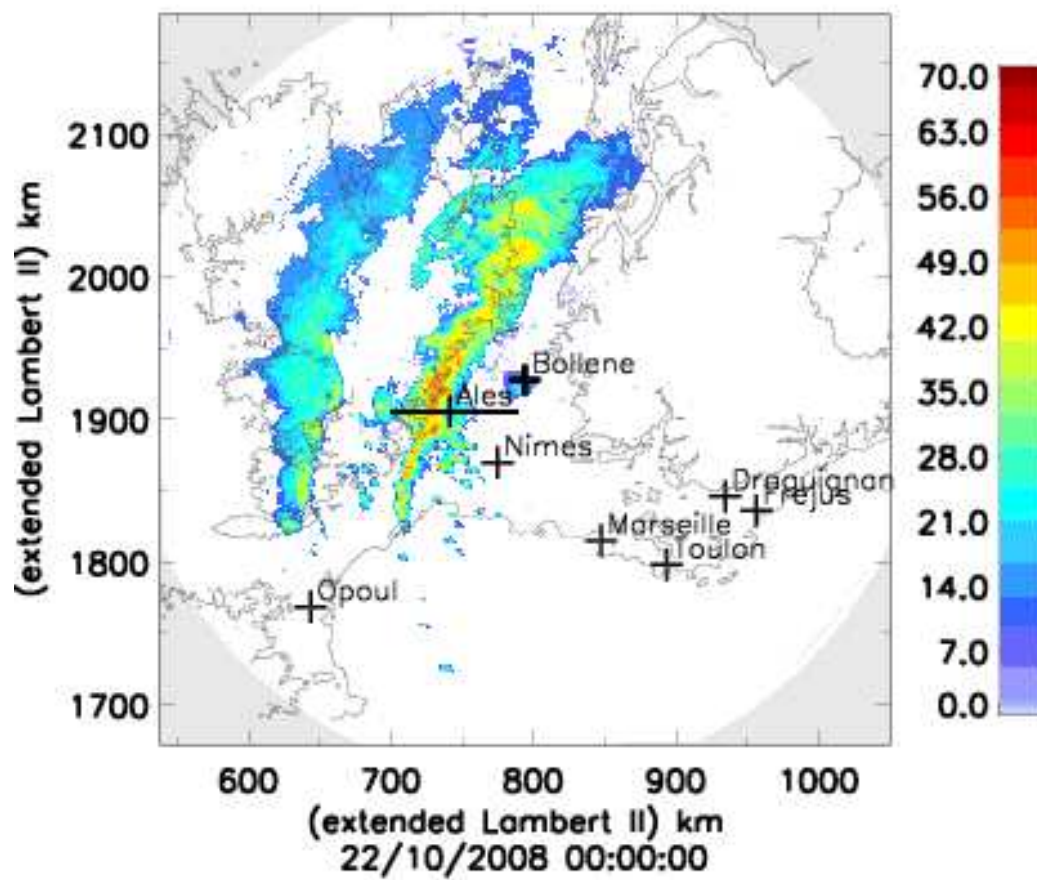 2100
2000
1900
1800
1700
(extended Lambert II) km
Bollene
Ales
Nimes
Draguignan
Frejus
Marseille
Toulon
Opoul
70.0
63.0
56.0
49.0
42.0
35.0
28.0
21.0
14.0
7.0
0.0
600 700 800 900 1000
(extended Lambert II) km
22/10/2008 00:00:00